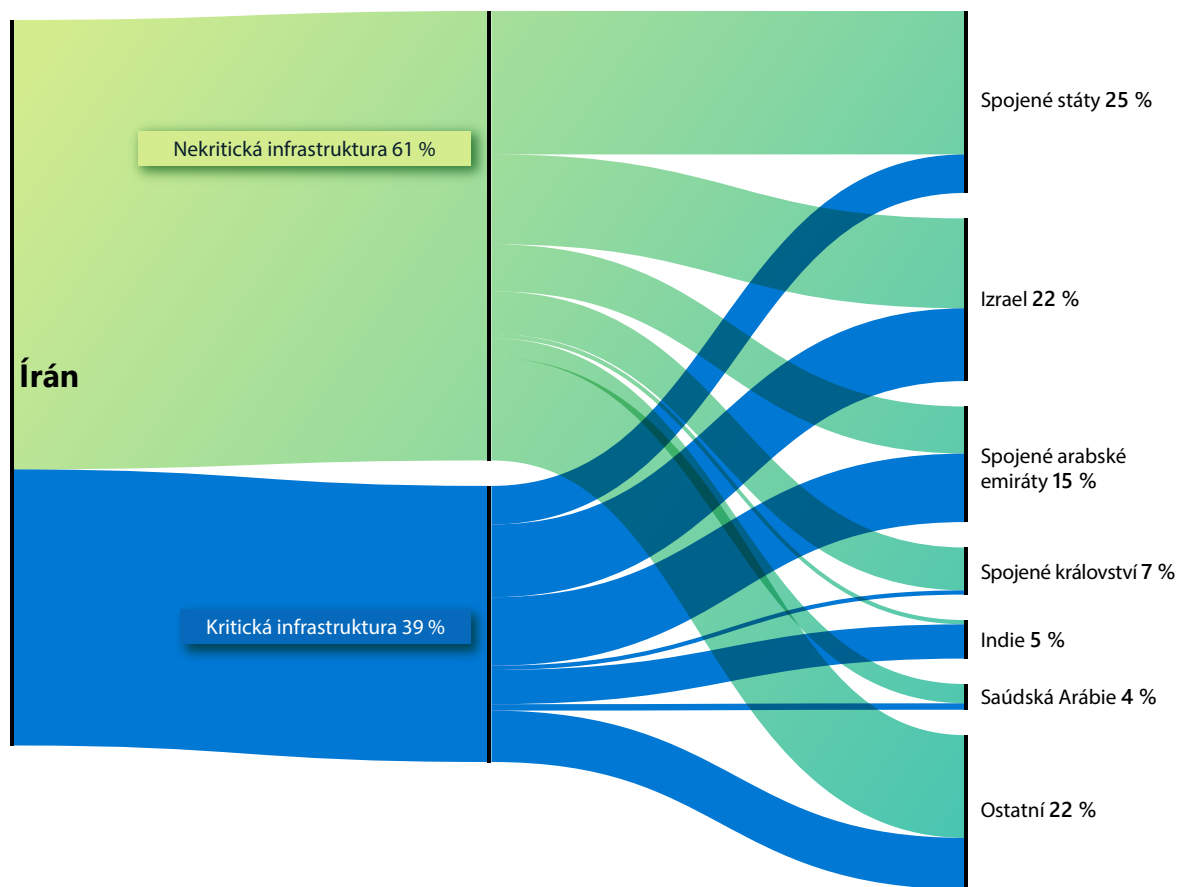 Spojené státy 25 %
Nekritická infrastruktura 61 %
Izrael 22 %
Írán
Spojené arabské
emiráty 15 %
Spojené království 7 %
Kritická infrastruktura 39 %
Indie 5 %
Saúdská Arábie 4 %
Ostatní 22 %